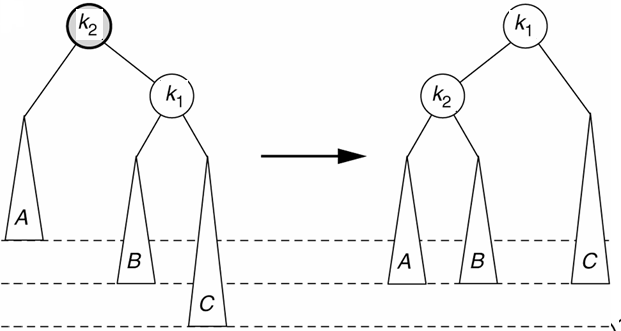 k₂ k₁
k₁ k₂
A B C A B C